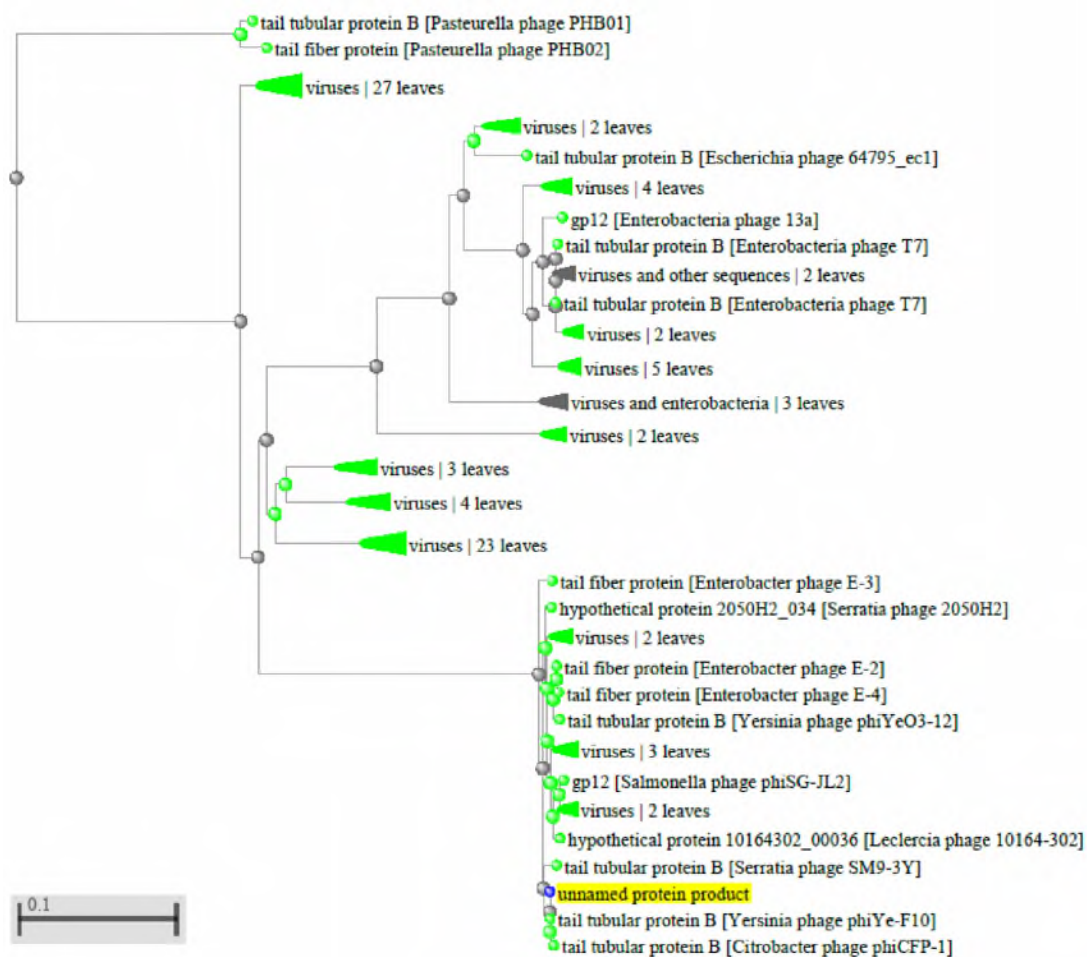 tail tubular protein B [Pasteurella phage PHB01]
tail fiber protein [Pasteurella phage PHB02]
viruses | 27 leaves
viruses | 2 leaves
tail tubular protein B [Escherichia phage 64795_ec1]
viruses | 4 leaves
gp12 [Enterobacteria phage 13a]
tail tubular protein B [Enterobacteria phage T7]
viruses and other sequences | 2 leaves
tail tubular protein B [Enterobacteria phage T7]
viruses | 2 leaves
viruses | 5 leaves
viruses and enterobacteria | 3 leaves
viruses | 2 leaves
viruses | 3 leaves
viruses | 4 leaves
viruses | 23 leaves
tail fiber protein [Enterobacter phage E-3]
hypothetical protein 2050H2_034 [Serratia phage 2050H2]
viruses | 2 leaves
tail fiber protein [Enterobacter phage E-2]
tail fiber protein [Enterobacter phage E-4]
tail tubular protein B [Yersinia phage phiYeO3-12]
viruses | 3 leaves
gp12 [Salmonella phage phiSG-JL2]
viruses | 2 leaves
hypothetical protein 10164302_00036 [Leclercia phage 10164-302]
tail tubular protein B [Serratia phage SM9-3Y]
unnamed protein product
tail tubular protein B [Yersinia phage phiYe-F10]
tail tubular protein B [Citrobacter phage phiCFP-1]
0.1